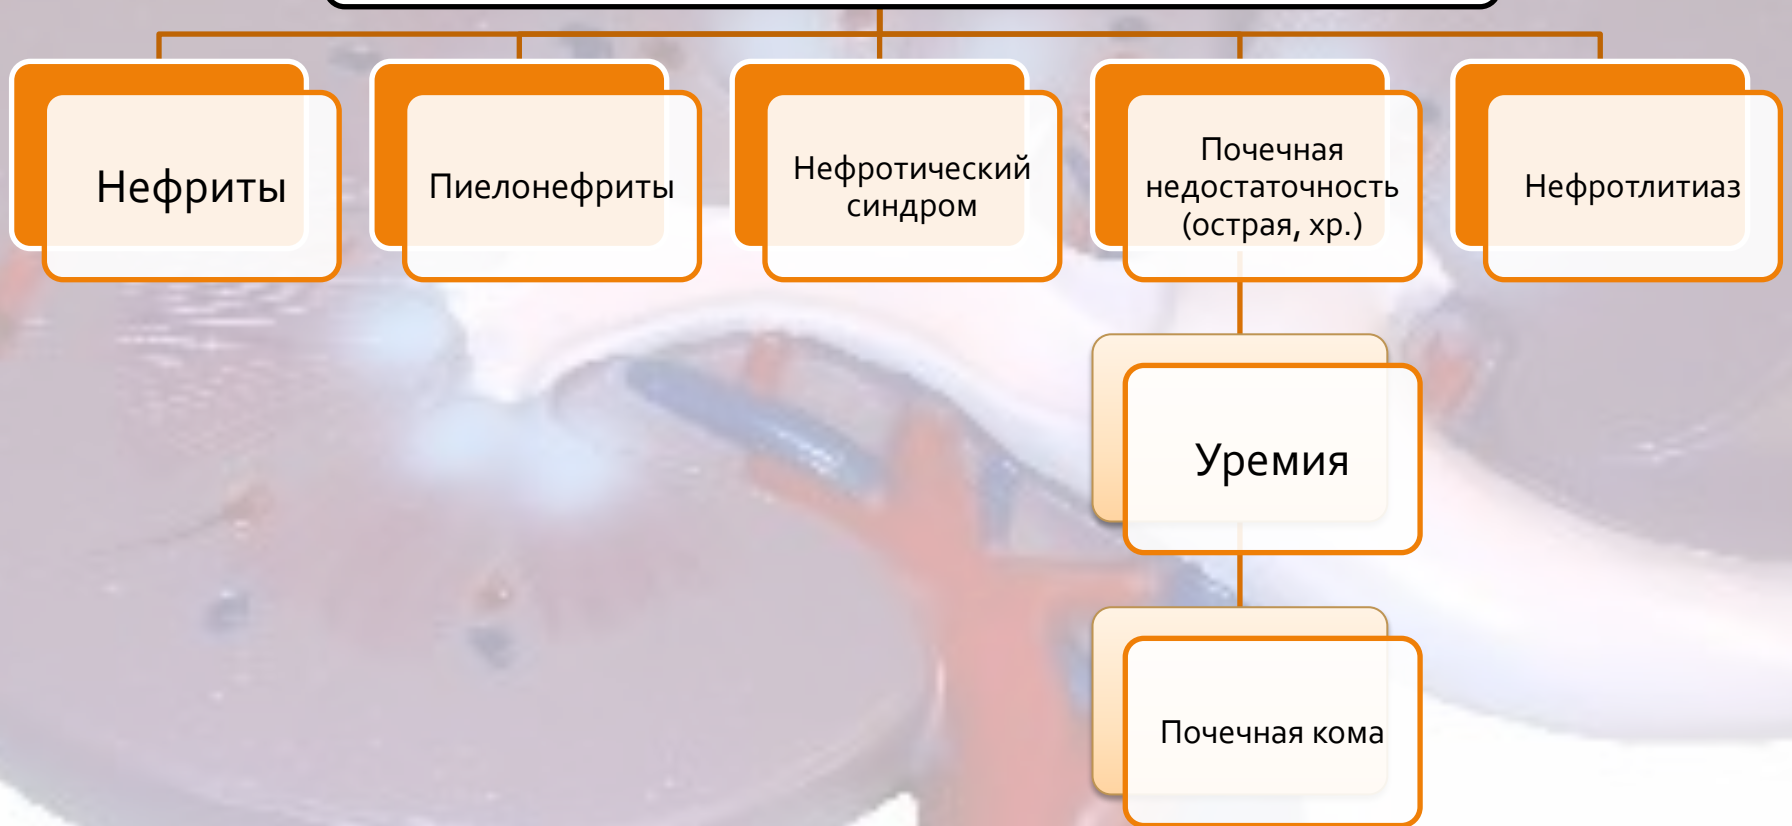 Нефриты
Пиелонефриты
Нефротический
синдром
Почечная
недостаточность
(острая, хр.)
Нефротлитиаз
Уремия
Почечная кома